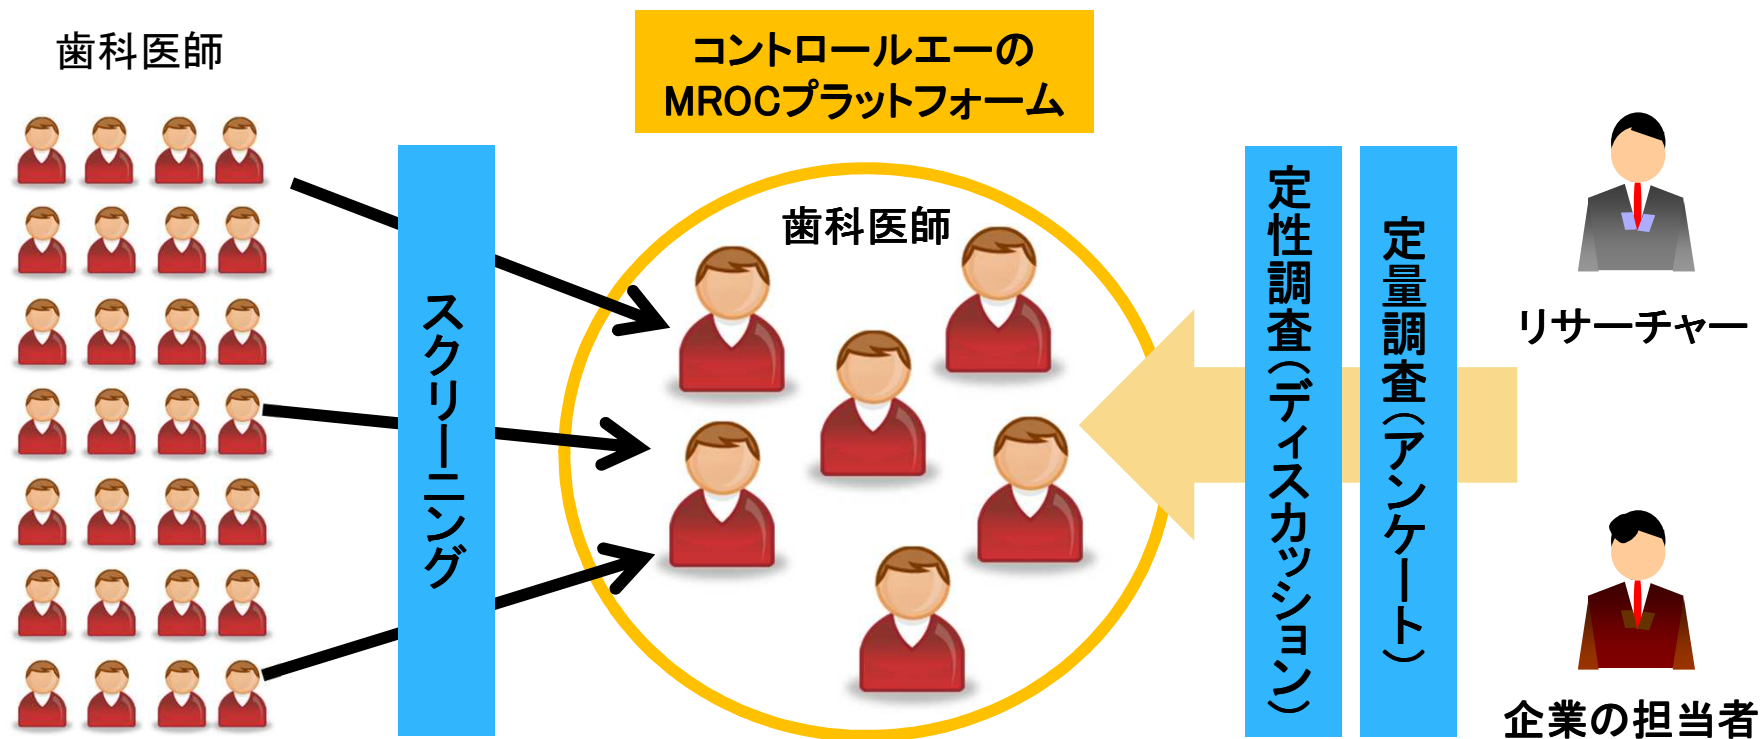 歯科医師
コントロールエーの
MROCプラットフォーム
スクリーニング
歯科医師
定性調査(ディスカッション)
定量調査(アンケート)
リサーチャー
企業の担当者